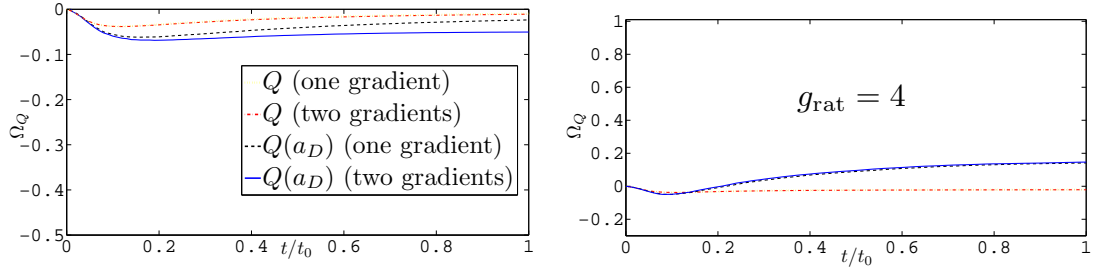 0
-0.1
-0.2
-0.3
-0.4
-0.5
Ω_Q
0 0.2 t/t_0 0.4 0.6 0.8 1
Q (one gradient)
Q (two gradients)
Q(a_D) (one gradient)
Q(a_D) (two gradients)
1
0.8
0.6
0.4
0.2
0
-0.2
Ω_Q
g_rat = 4
0 0.2 0.4 t/t_0 0.6 0.8 1